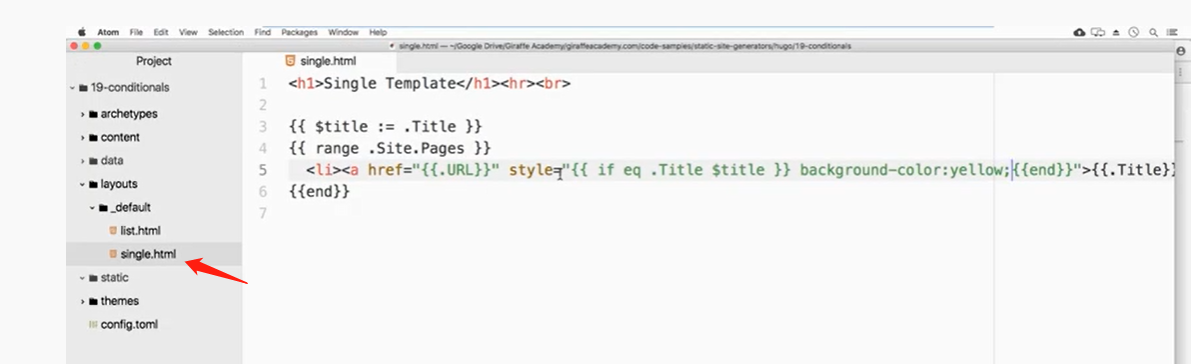 Atom File Edit View Selection Find Packages Window Help
single.html — ~/Google Drive/Giraffe Academy/giraffeacademy.com/code-samples/static-site-generators/hugo/19-conditionals
Project
single.html
19-conditionals
archetypes
content
data
layouts
_default
list.html
single.html
static
themes
config.toml
1 <h1>Single Template</h1><hr><br>
2
3 {{ $title := .Title }}
4 {{ range .Site.Pages }}
5 <li><a href="{{.URL}}" style="{{ if eq .Title $title }} background-color:yellow;{{end}}">{{.Title}}
6 {{end}}
7